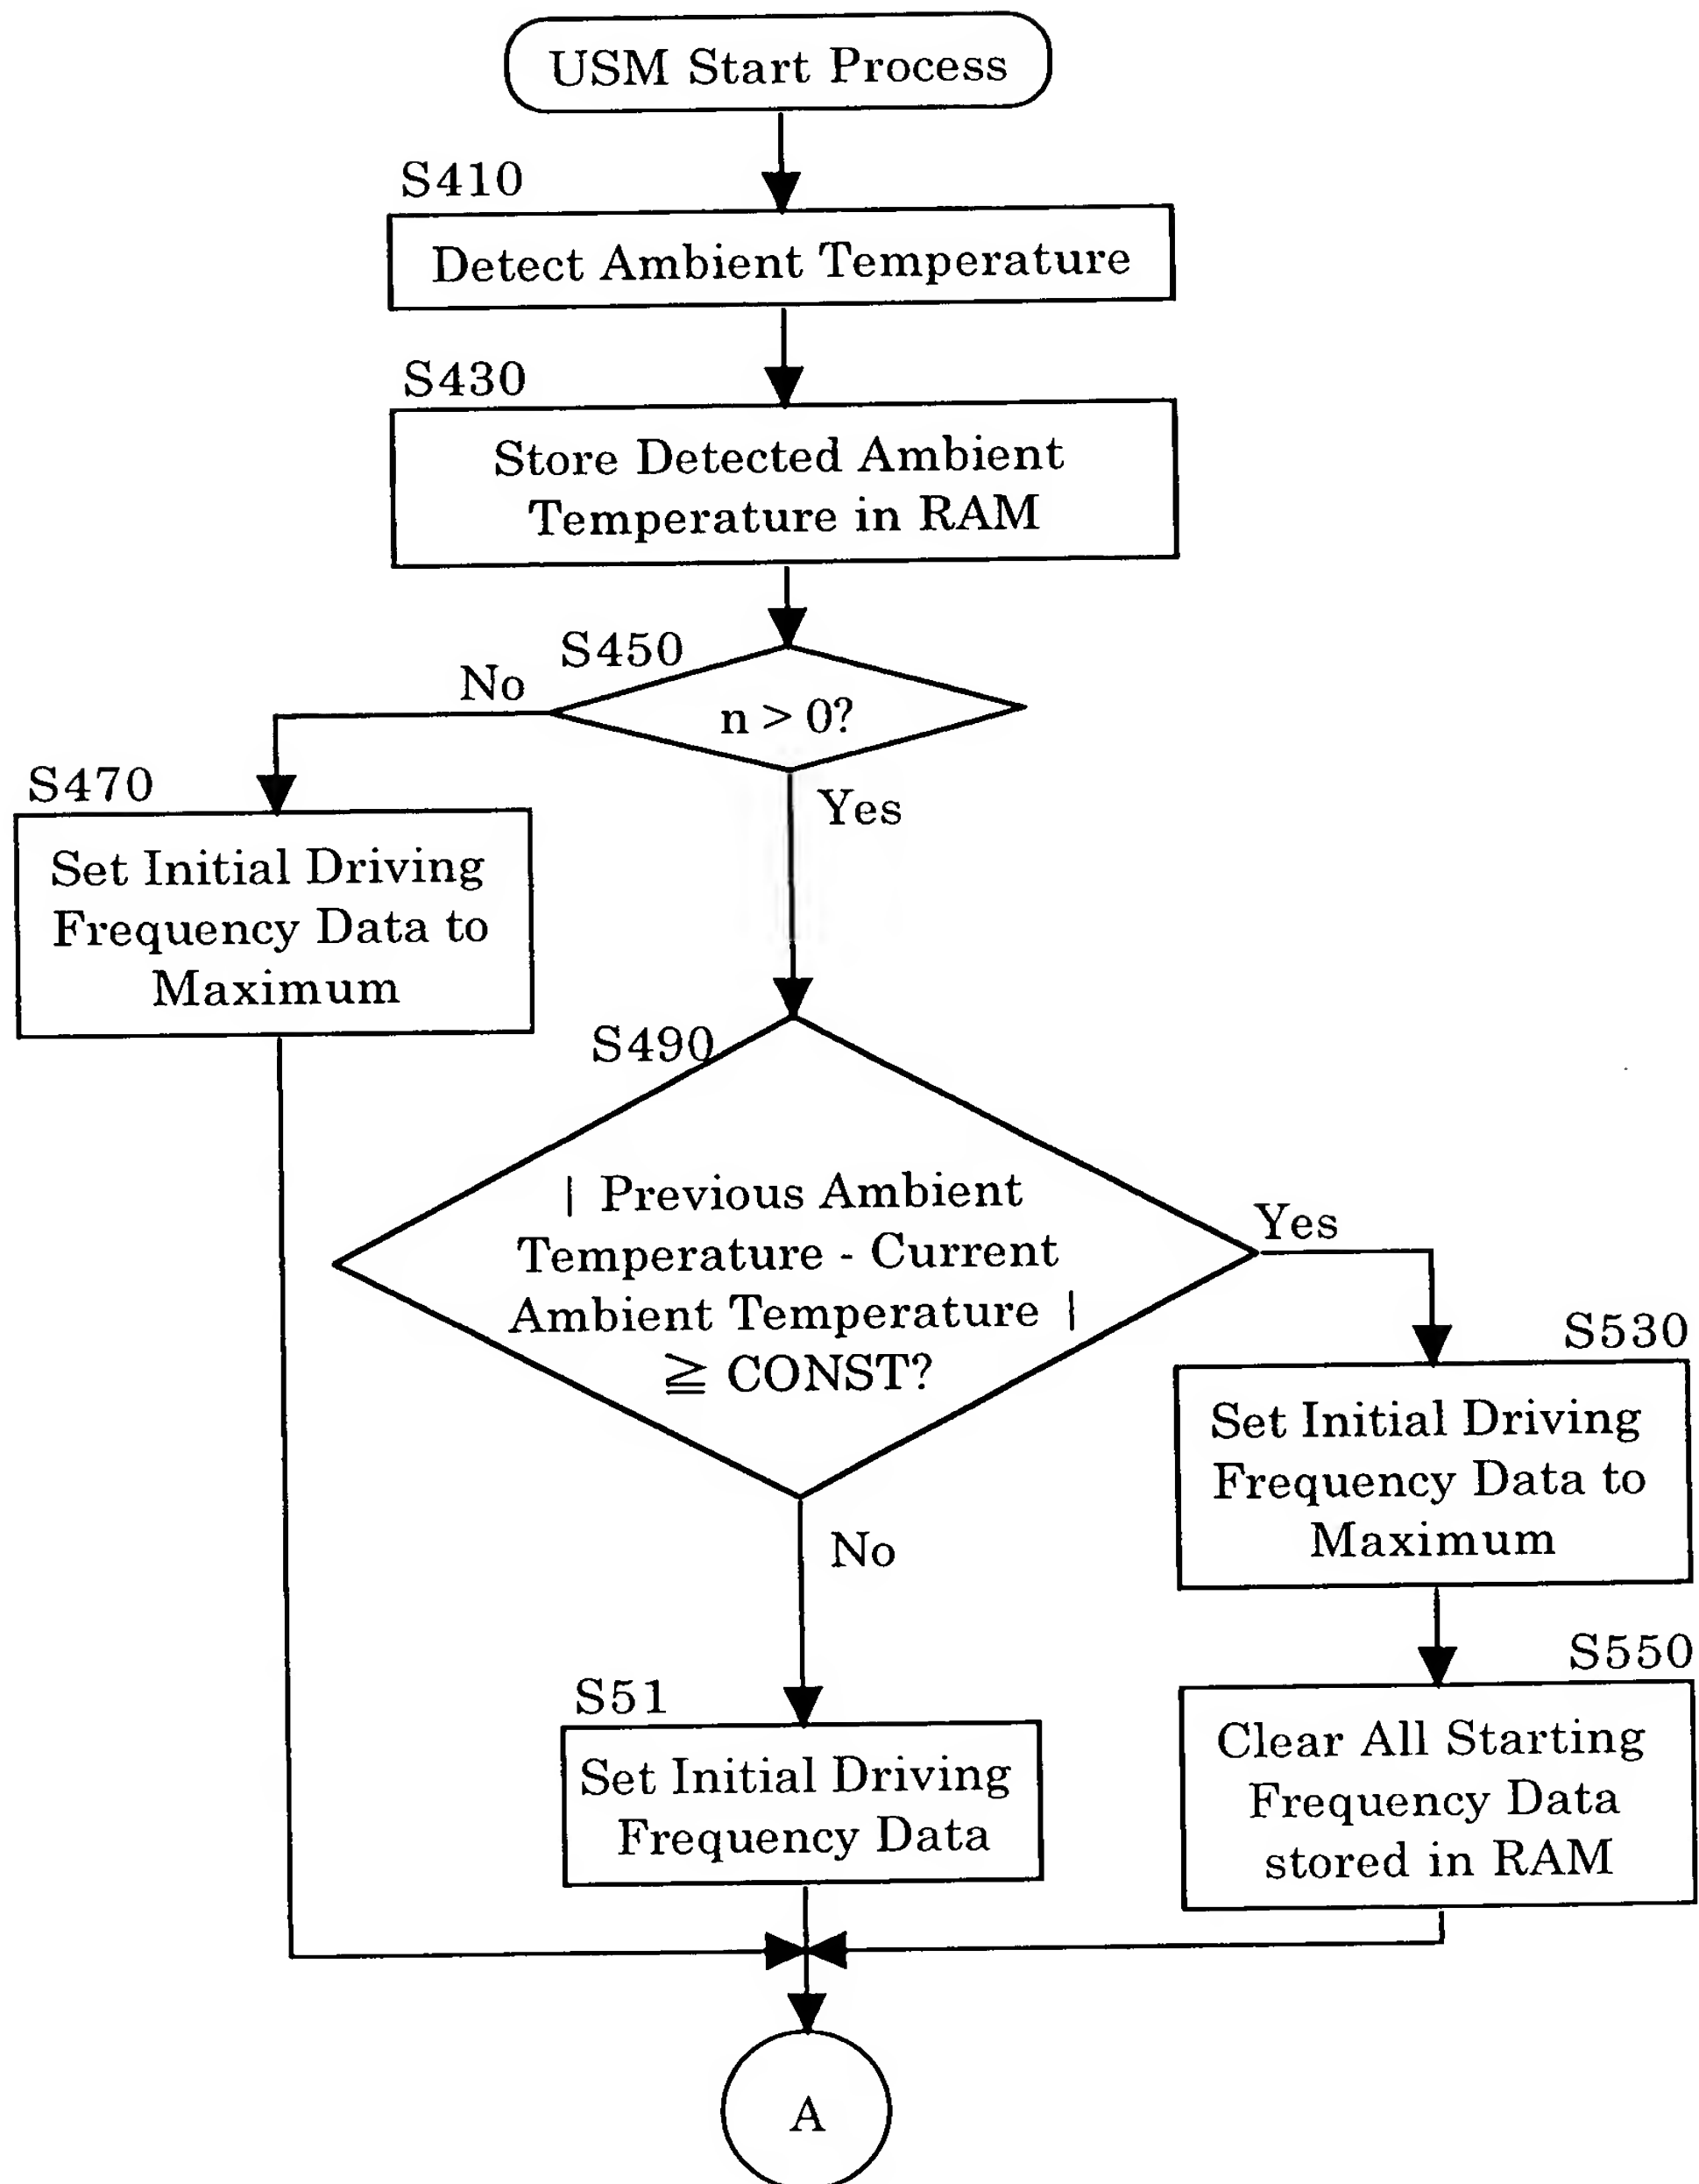 USM Start Process
S410
Detect Ambient Temperature
S430
Store Detected Ambient
Temperature in RAM
S450
No
n > 0?
Yes
S470
Set Initial Driving
Frequency Data to
Maximum
S490
| Previous Ambient
Temperature - Current
Ambient Temperature |
≧ CONST?
Yes
No
S530
Set Initial Driving
Frequency Data to
Maximum
S550
Clear All Starting
Frequency Data
stored in RAM
S51
Set Initial Driving
Frequency Data
A